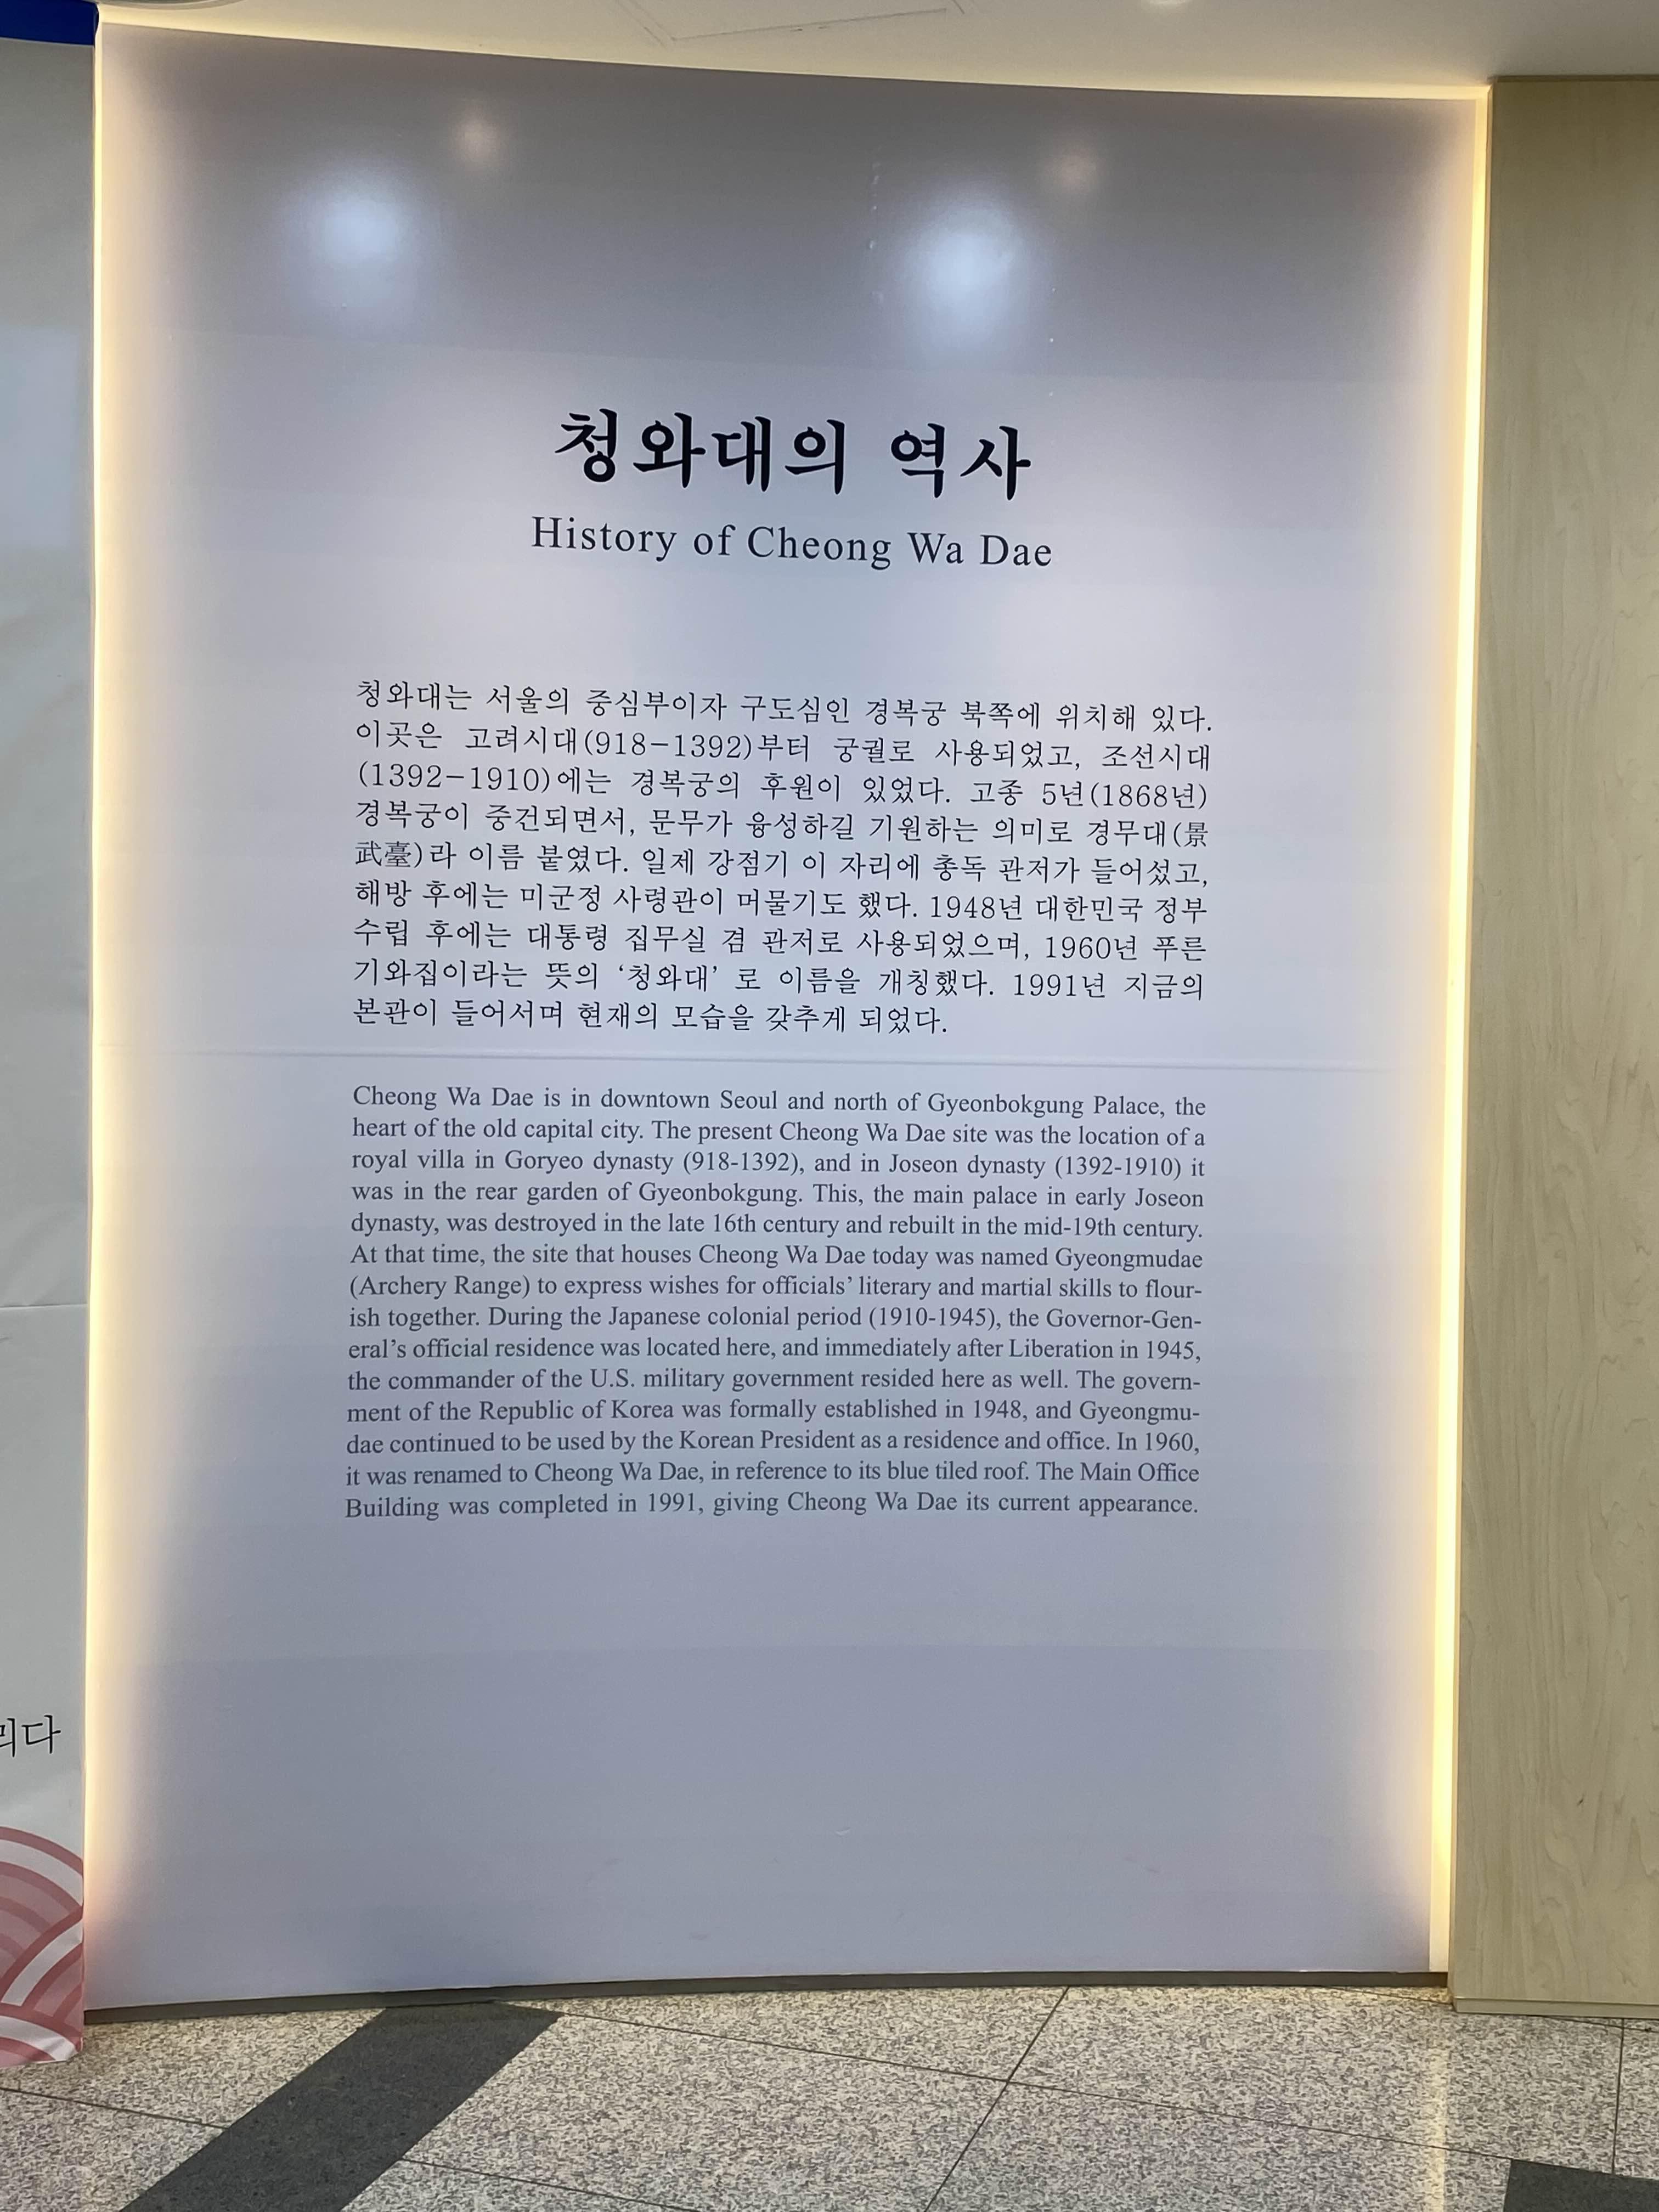 청와대의 역사
History of Cheong Wa Dae
청와대는 서울의 중심부이자 구도심인 경복궁 북쪽에 위치해 있다.
이곳은 고려시대(918-1392)부터 궁궐로 사용되었고, 조선시대
(1392-1910)에는 경복궁의 후원이 있었다. 고종 5년(1868년)
경복궁이 중건되면서, 문무가 융성하길 기원하는 의미로 경무대(景
武臺)라 이름 붙였다. 일제 강점기 이 자리에 총독 관저가 들어섰고,
해방 후에는 미군정 사령관이 머물기도 했다. 1948년 대한민국 정부
수립 후에는 대통령 집무실 겸 관저로 사용되었으며, 1960년 푸른
기와집이라는 뜻의 ‘청와대’ 로 이름을 개칭했다. 1991년 지금의
본관이 들어서며 현재의 모습을 갖추게 되었다.
Cheong Wa Dae is in downtown Seoul and north of Gyeonbokgung Palace, the
heart of the old capital city. The present Cheong Wa Dae site was the location of a
royal villa in Goryeo dynasty (918-1392), and in Joseon dynasty (1392-1910) it
was in the rear garden of Gyeonbokgung. This, the main palace in early Joseon
dynasty, was destroyed in the late 16th century and rebuilt in the mid-19th century.
At that time, the site that houses Cheong Wa Dae today was named Gyeongmudae
(Archery Range) to express wishes for officials’ literary and martial skills to flour-
ish together. During the Japanese colonial period (1910-1945), the Governor-Gen-
eral’s official residence was located here, and immediately after Liberation in 1945,
the commander of the U.S. military government resided here as well. The govern-
ment of the Republic of Korea was formally established in 1948, and Gyeongmu-
dae continued to be used by the Korean President as a residence and office. In 1960,
it was renamed to Cheong Wa Dae, in reference to its blue tiled roof. The Main Office
Building was completed in 1991, giving Cheong Wa Dae its current appearance.